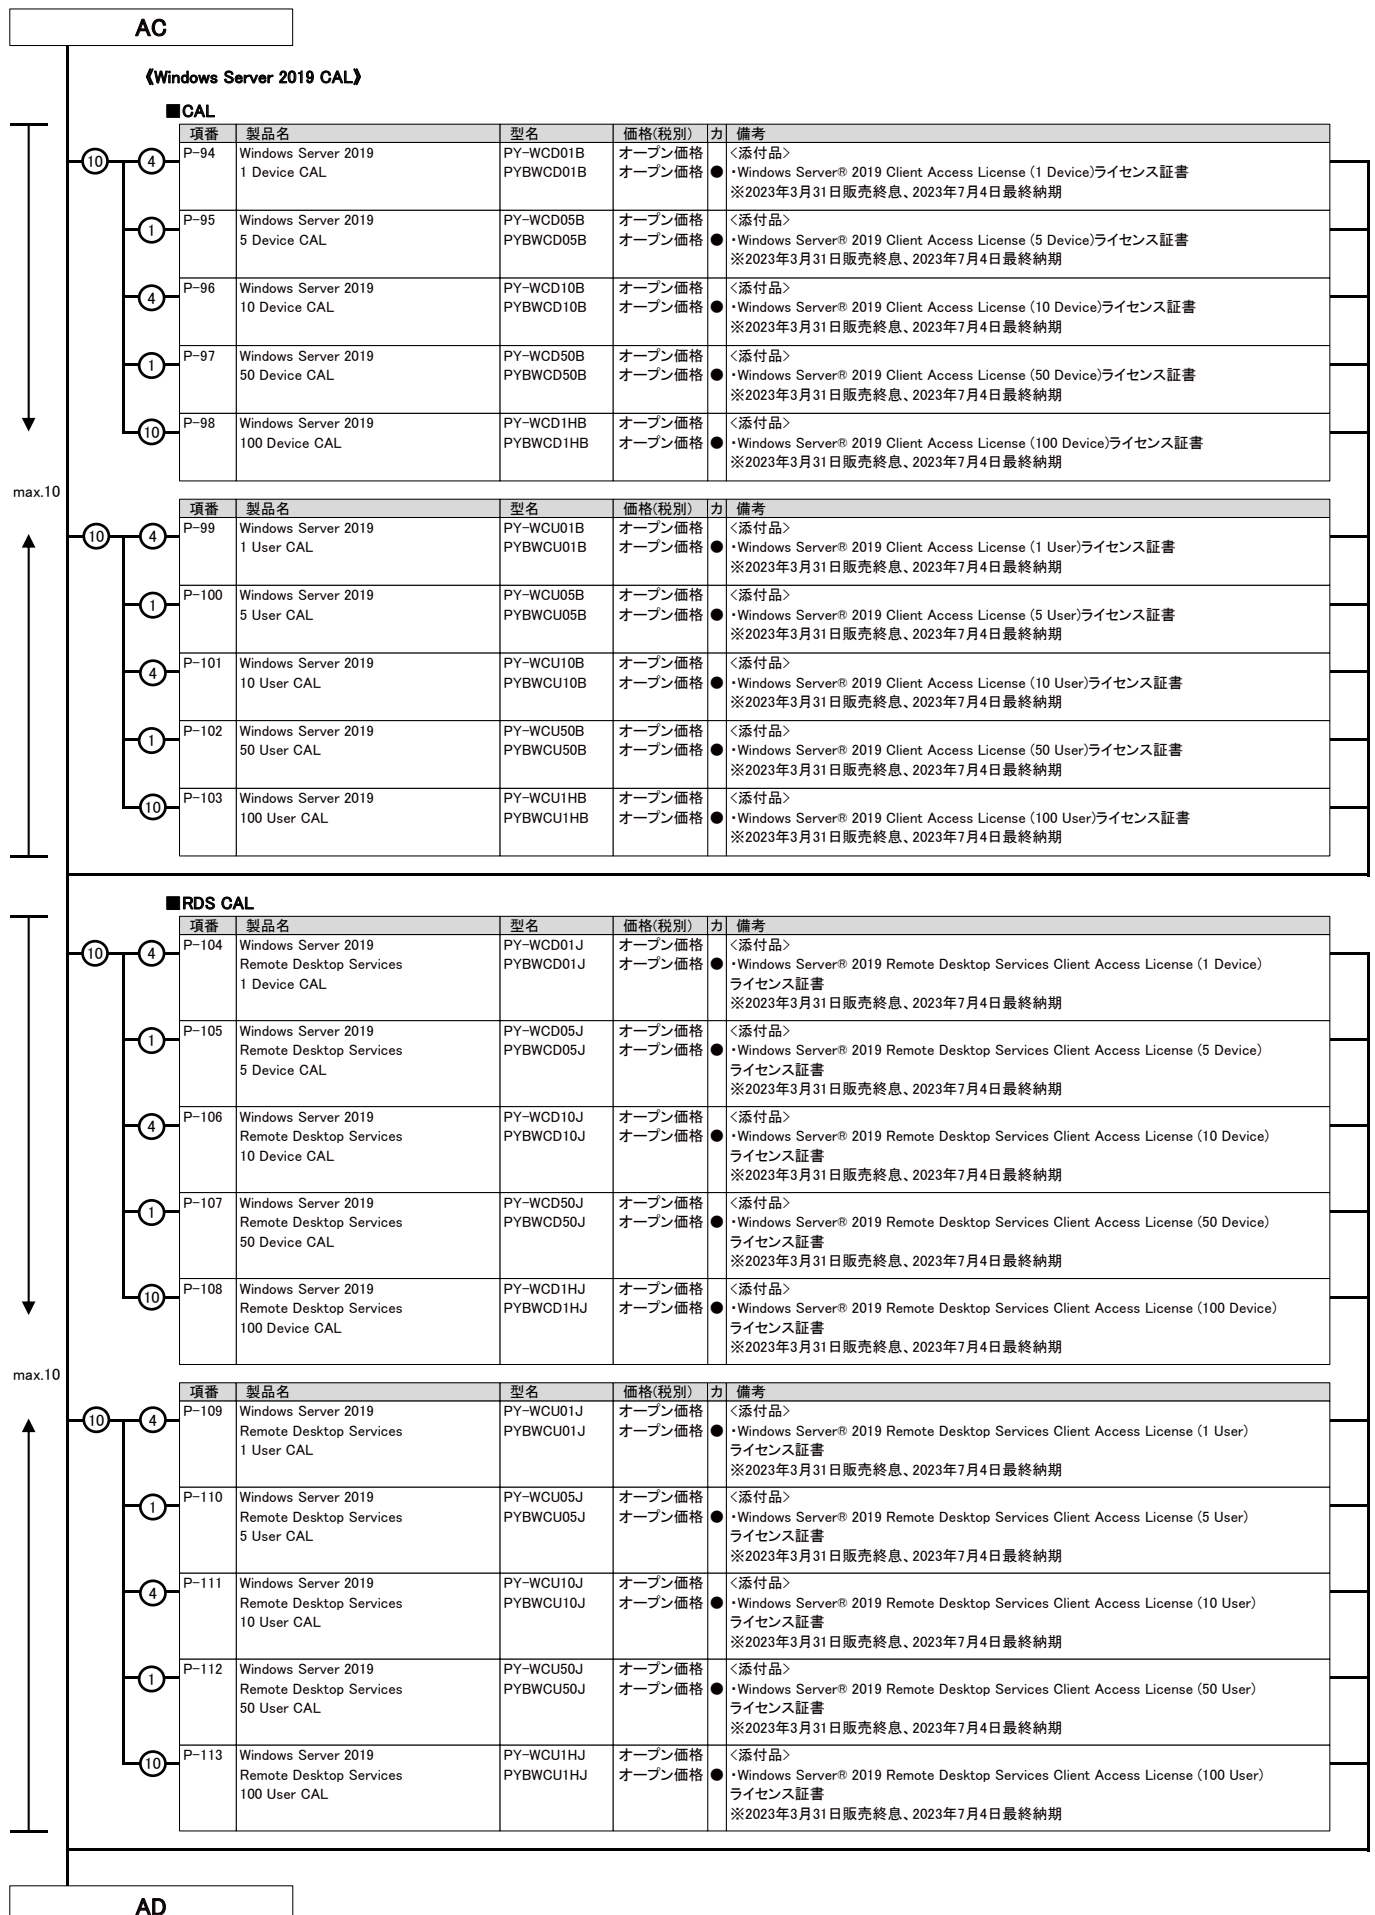 AC
《Windows Server 2019 CAL》
■CAL
項番 製品名 型名 価格(税別) カ 備考
10 4 P-94 Windows Server 2019 PY-WCD01B オープン価格 <添付品>
1 Device CAL PYBWCD01B オープン価格 ● ・Windows Server® 2019 Client Access License (1 Device)ライセンス証書
※2023年3月31日販売終息、2023年7月4日最終納期
1 P-95 Windows Server 2019 PY-WCD05B オープン価格 <添付品>
5 Device CAL PYBWCD05B オープン価格 ● ・Windows Server® 2019 Client Access License (5 Device)ライセンス証書
※2023年3月31日販売終息、2023年7月4日最終納期
4 P-96 Windows Server 2019 PY-WCD10B オープン価格 <添付品>
10 Device CAL PYBWCD10B オープン価格 ● ・Windows Server® 2019 Client Access License (10 Device)ライセンス証書
※2023年3月31日販売終息、2023年7月4日最終納期
1 P-97 Windows Server 2019 PY-WCD50B オープン価格 <添付品>
50 Device CAL PYBWCD50B オープン価格 ● ・Windows Server® 2019 Client Access License (50 Device)ライセンス証書
※2023年3月31日販売終息、2023年7月4日最終納期
10 P-98 Windows Server 2019 PY-WCD1HB オープン価格 <添付品>
100 Device CAL PYBWCD1HB オープン価格 ● ・Windows Server® 2019 Client Access License (100 Device)ライセンス証書
※2023年3月31日販売終息、2023年7月4日最終納期
max.10
項番 製品名 型名 価格(税別) カ 備考
10 4 P-99 Windows Server 2019 PY-WCU01B オープン価格 <添付品>
1 User CAL PYBWCU01B オープン価格 ● ・Windows Server® 2019 Client Access License (1 User)ライセンス証書
※2023年3月31日販売終息、2023年7月4日最終納期
1 P-100 Windows Server 2019 PY-WCU05B オープン価格 <添付品>
5 User CAL PYBWCU05B オープン価格 ● ・Windows Server® 2019 Client Access License (5 User)ライセンス証書
※2023年3月31日販売終息、2023年7月4日最終納期
4 P-101 Windows Server 2019 PY-WCU10B オープン価格 <添付品>
10 User CAL PYBWCU10B オープン価格 ● ・Windows Server® 2019 Client Access License (10 User)ライセンス証書
※2023年3月31日販売終息、2023年7月4日最終納期
1 P-102 Windows Server 2019 PY-WCU50B オープン価格 <添付品>
50 User CAL PYBWCU50B オープン価格 ● ・Windows Server® 2019 Client Access License (50 User)ライセンス証書
※2023年3月31日販売終息、2023年7月4日最終納期
10 P-103 Windows Server 2019 PY-WCU1HB オープン価格 <添付品>
100 User CAL PYBWCU1HB オープン価格 ● ・Windows Server® 2019 Client Access License (100 User)ライセンス証書
※2023年3月31日販売終息、2023年7月4日最終納期
■RDS CAL
項番 製品名 型名 価格(税別) カ 備考
10 4 P-104 Windows Server 2019 PY-WCD01J オープン価格 <添付品>
Remote Desktop Services PYBWCD01J オープン価格 ● ・Windows Server® 2019 Remote Desktop Services Client Access License (1 Device)
1 Device CAL ライセンス証書
※2023年3月31日販売終息、2023年7月4日最終納期
1 P-105 Windows Server 2019 PY-WCD05J オープン価格 <添付品>
Remote Desktop Services PYBWCD05J オープン価格 ● ・Windows Server® 2019 Remote Desktop Services Client Access License (5 Device)
5 Device CAL ライセンス証書
※2023年3月31日販売終息、2023年7月4日最終納期
4 P-106 Windows Server 2019 PY-WCD10J オープン価格 <添付品>
Remote Desktop Services PYBWCD10J オープン価格 ● ・Windows Server® 2019 Remote Desktop Services Client Access License (10 Device)
10 Device CAL ライセンス証書
※2023年3月31日販売終息、2023年7月4日最終納期
1 P-107 Windows Server 2019 PY-WCD50J オープン価格 <添付品>
Remote Desktop Services PYBWCD50J オープン価格 ● ・Windows Server® 2019 Remote Desktop Services Client Access License (50 Device)
50 Device CAL ライセンス証書
※2023年3月31日販売終息、2023年7月4日最終納期
10 P-108 Windows Server 2019 PY-WCD1HJ オープン価格 <添付品>
Remote Desktop Services PYBWCD1HJ オープン価格 ● ・Windows Server® 2019 Remote Desktop Services Client Access License (100 Device)
100 Device CAL ライセンス証書
※2023年3月31日販売終息、2023年7月4日最終納期
max.10
項番 製品名 型名 価格(税別) カ 備考
10 4 P-109 Windows Server 2019 PY-WCU01J オープン価格 <添付品>
Remote Desktop Services PYBWCU01J オープン価格 ● ・Windows Server® 2019 Remote Desktop Services Client Access License (1 User)
1 User CAL ライセンス証書
※2023年3月31日販売終息、2023年7月4日最終納期
1 P-110 Windows Server 2019 PY-WCU05J オープン価格 <添付品>
Remote Desktop Services PYBWCU05J オープン価格 ● ・Windows Server® 2019 Remote Desktop Services Client Access License (5 User)
5 User CAL ライセンス証書
※2023年3月31日販売終息、2023年7月4日最終納期
4 P-111 Windows Server 2019 PY-WCU10J オープン価格 <添付品>
Remote Desktop Services PYBWCU10J オープン価格 ● ・Windows Server® 2019 Remote Desktop Services Client Access License (10 User)
10 User CAL ライセンス証書
※2023年3月31日販売終息、2023年7月4日最終納期
1 P-112 Windows Server 2019 PY-WCU50J オープン価格 <添付品>
Remote Desktop Services PYBWCU50J オープン価格 ● ・Windows Server® 2019 Remote Desktop Services Client Access License (50 User)
50 User CAL ライセンス証書
※2023年3月31日販売終息、2023年7月4日最終納期
10 P-113 Windows Server 2019 PY-WCU1HJ オープン価格 <添付品>
Remote Desktop Services PYBWCU1HJ オープン価格 ● ・Windows Server® 2019 Remote Desktop Services Client Access License (100 User)
100 User CAL ライセンス証書
※2023年3月31日販売終息、2023年7月4日最終納期
AD